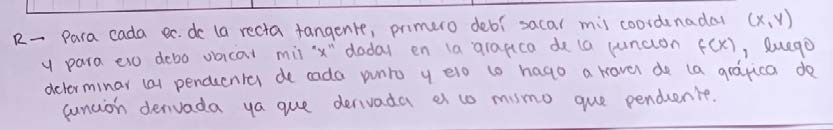 R→ Para cada ec. de la recta tangente, primero debí sacar mis coordenadas (x,y)
y para eso debo ubicar mis "x" dadas en la grafica de la funcion f(x), luego
determinar las pendientes de cada punto y eso lo hago a traves de la gráfica de
función derivada ya que derivada es lo mismo que pendiente.